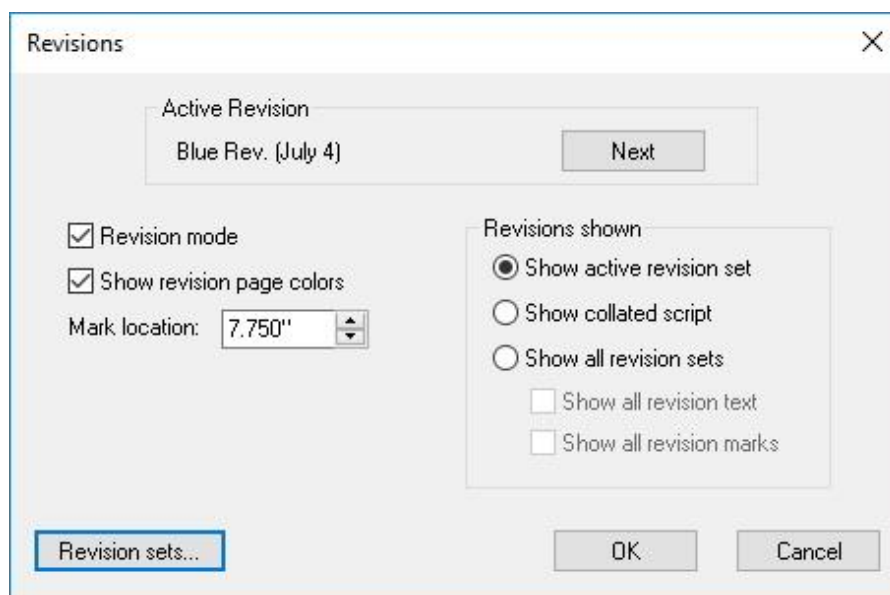 Revisions
Active Revision
Blue Rev. (July 4)
Next
Revision mode
Show revision page colors
Mark location:
7.750"
Revisions shown
Show active revision set
Show collated script
Show all revision sets
Show all revision text
Show all revision marks
Revision sets...
OK
Cancel